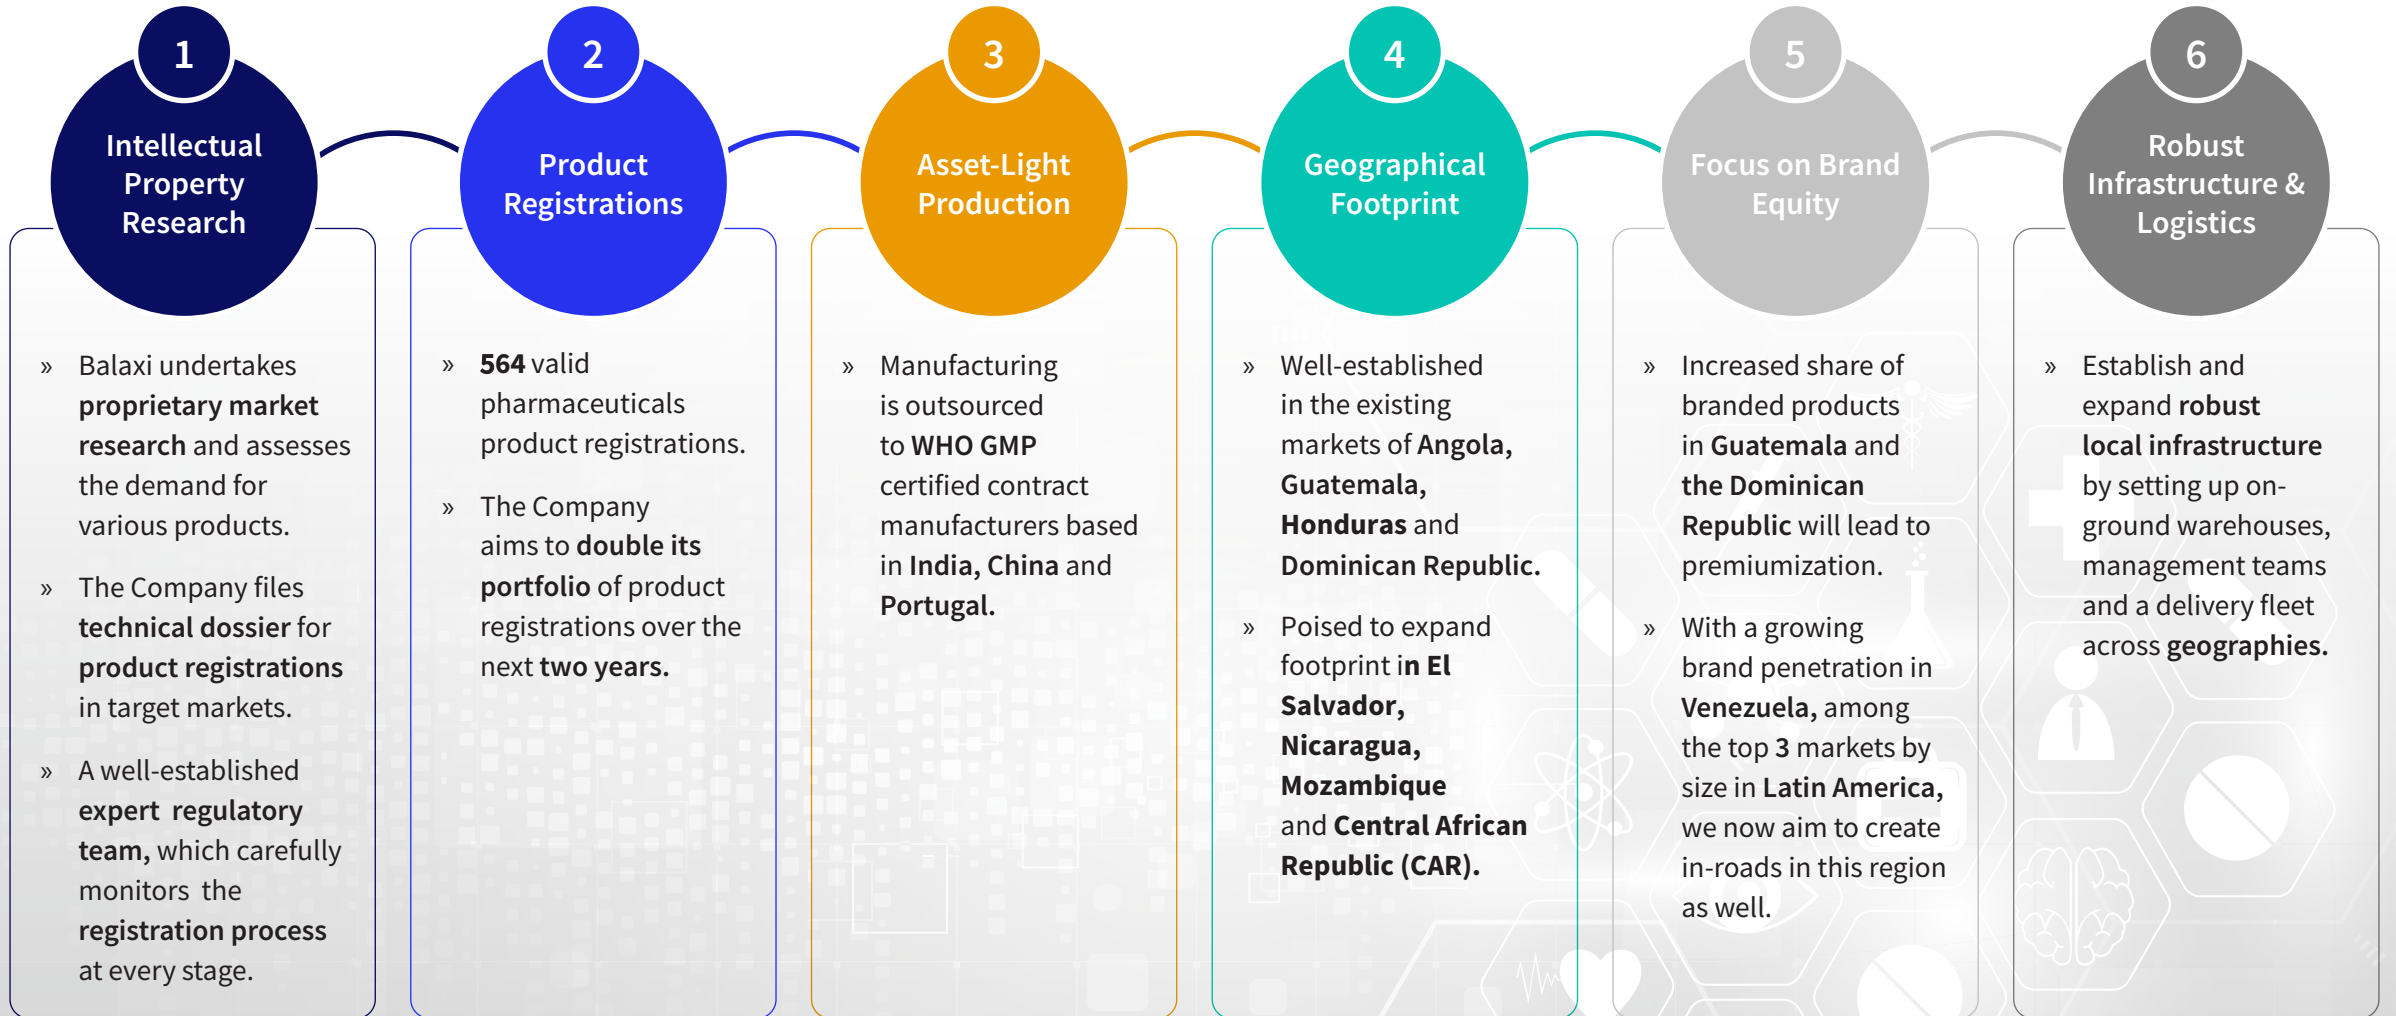 1
Intellectual
Property
Research
» Balaxi undertakes
proprietary market
research and assesses
the demand for
various products.
» The Company files
technical dossier for
product registrations
in target markets.
» A well-established
expert regulatory
team, which carefully
monitors the
registration process
at every stage.
2
Product
Registrations
» 564 valid
pharmaceuticals
product registrations.
» The Company
aims to double its
portfolio of product
registrations over the
next two years.
3
Asset-Light
Production
» Manufacturing
is outsourced
to WHO GMP
certified contract
manufacturers based
in India, China and
Portugal.
4
Geographical
Footprint
» Well-established
in the existing
markets of Angola,
Guatemala,
Honduras and
Dominican Republic.
» Poised to expand
footprint in El
Salvador,
Nicaragua,
Mozambique
and Central African
Republic (CAR).
5
Focus on Brand
Equity
» Increased share of
branded products
in Guatemala and
the Dominican
Republic will lead to
premiumization.
» With a growing
brand penetration in
Venezuela, among
the top 3 markets by
size in Latin America,
we now aim to create
in-roads in this region
as well.
6
Robust
Infrastructure &
Logistics
» Establish and
expand robust
local infrastructure
by setting up on-
ground warehouses,
management teams
and a delivery fleet
across geographies.